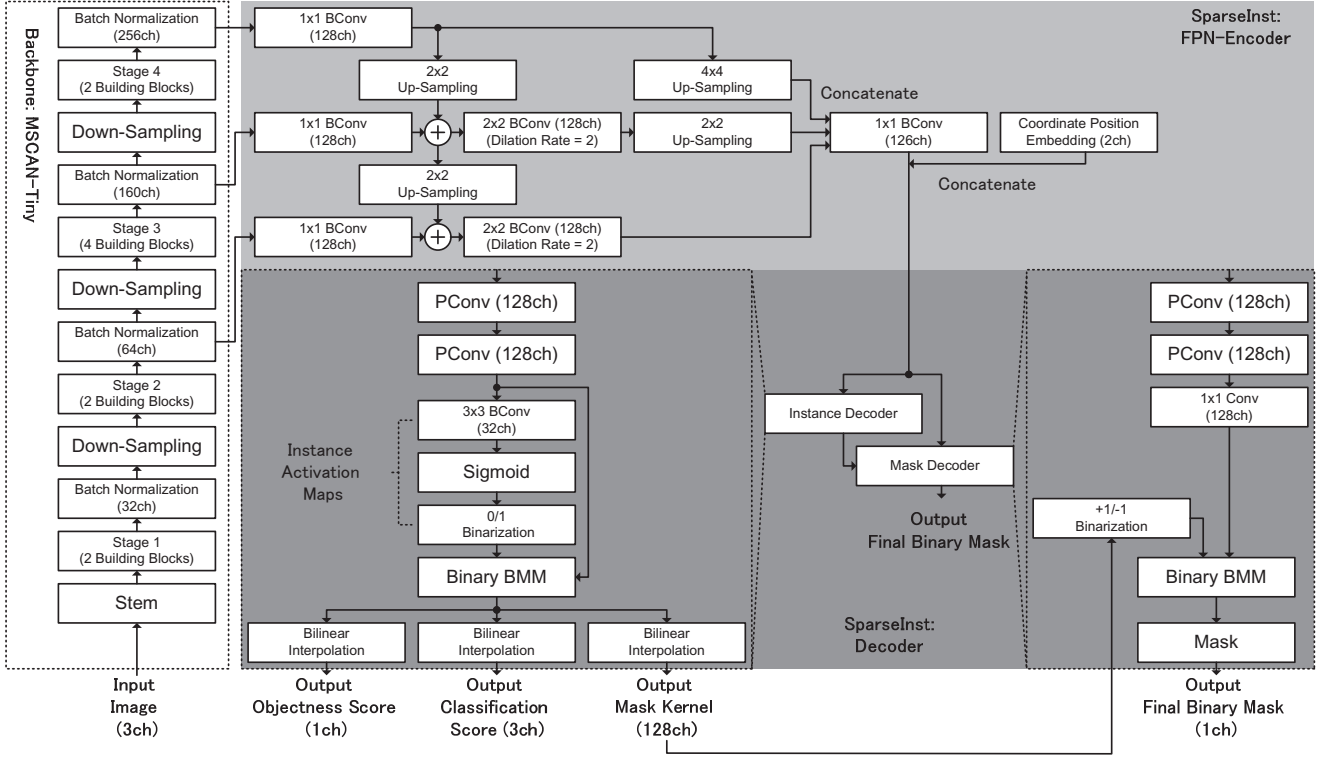 Backbone: MSCAN-Tiny
Batch Normalization
(256ch)
Stage 4
(2 Building Blocks)
Down-Sampling
Batch Normalization
(160ch)
Stage 3
(4 Building Blocks)
Down-Sampling
Batch Normalization
(64ch)
Stage 2
(2 Building Blocks)
Down-Sampling
Batch Normalization
(32ch)
Stage 1
(2 Building Blocks)
Stem
Input
Image
(3ch)
SparseInst:
FPN-Encoder
1x1 BConv
(128ch)
2x2
Up-Sampling
4x4
Up-Sampling
Concatenate
1x1 BConv
(128ch)
+
2x2 BConv (128ch)
(Dilation Rate = 2)
2x2
Up-Sampling
1x1 BConv
(126ch)
Coordinate Position
Embedding (2ch)
Concatenate
2x2
Up-Sampling
1x1 BConv
(128ch)
+
2x2 BConv (128ch)
(Dilation Rate = 2)
PConv (128ch)
PConv (128ch)
3x3 BConv
(32ch)
Instance
Activation
Maps
Sigmoid
0/1
Binarization
Binary BMM
Bilinear
Interpolation
Bilinear
Interpolation
Bilinear
Interpolation
Output
Objectness Score
(1ch)
Output
Classification
Score (3ch)
Output
Mask Kernel
(128ch)
Instance Decoder
Mask Decoder
Output
Final Binary Mask
SparseInst:
Decoder
PConv (128ch)
PConv (128ch)
1x1 Conv
(128ch)
+1/-1
Binarization
Binary BMM
Mask
Output
Final Binary Mask
(1ch)